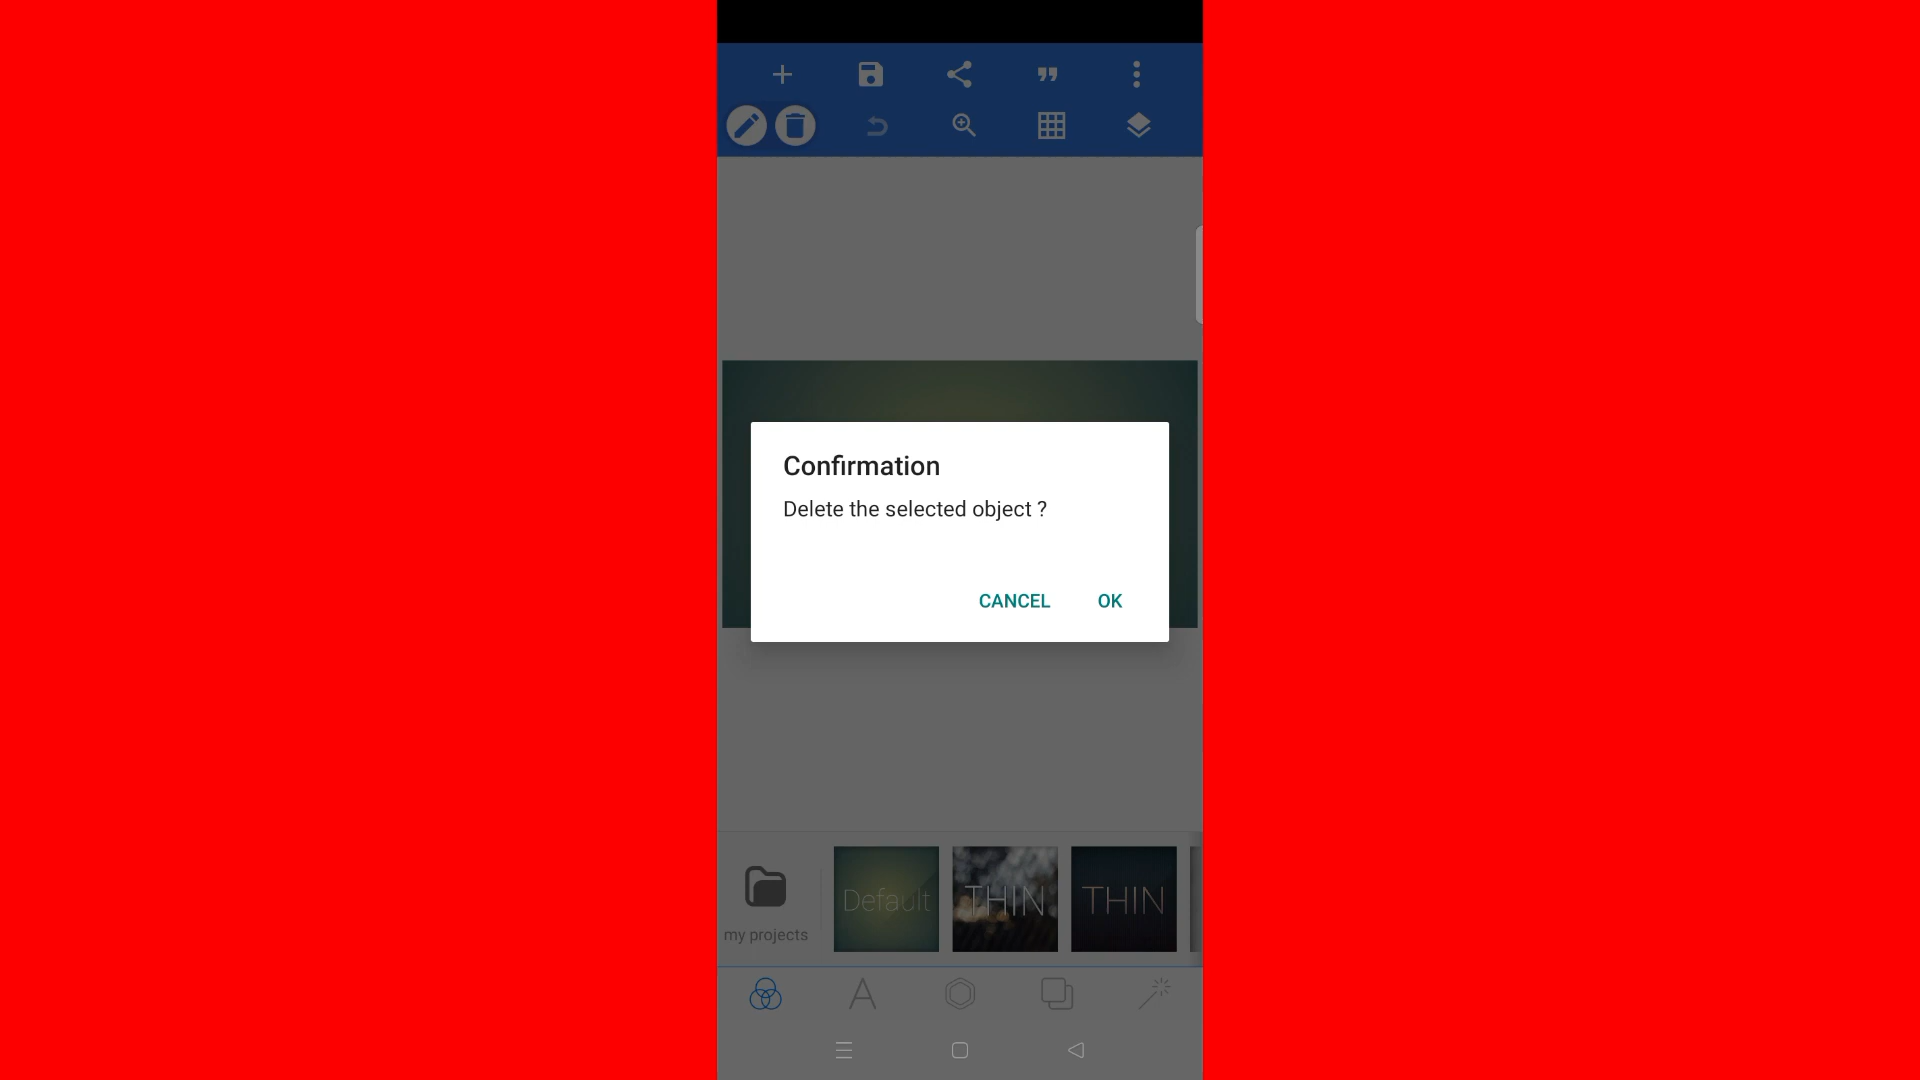 Confirmation
Delete the selected object ?
CANCEL OK
my projects
Default
THIN
THIN